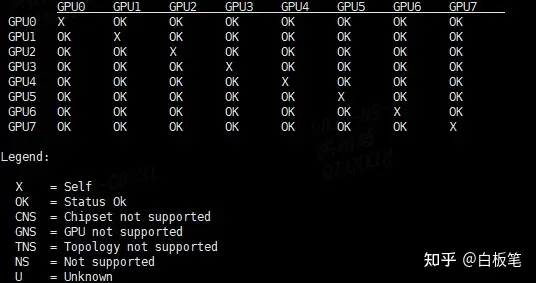 GPU0 GPU1 GPU2 GPU3 GPU4 GPU5 GPU6 GPU7
GPU0 X OK OK OK OK OK OK OK
GPU1 OK X OK OK OK OK OK OK
GPU2 OK OK X OK OK OK OK OK
GPU3 OK OK OK X OK OK OK OK
GPU4 OK OK OK OK X OK OK OK
GPU5 OK OK OK OK OK X OK OK
GPU6 OK OK OK OK OK OK X OK
GPU7 OK OK OK OK OK OK OK X
Legend:
X = Self
OK = Status Ok
CNS = Chipset not supported
GNS = GPU not supported
TNS = Topology not supported
NS = Not supported
U = Unknown
知乎 @白板笔